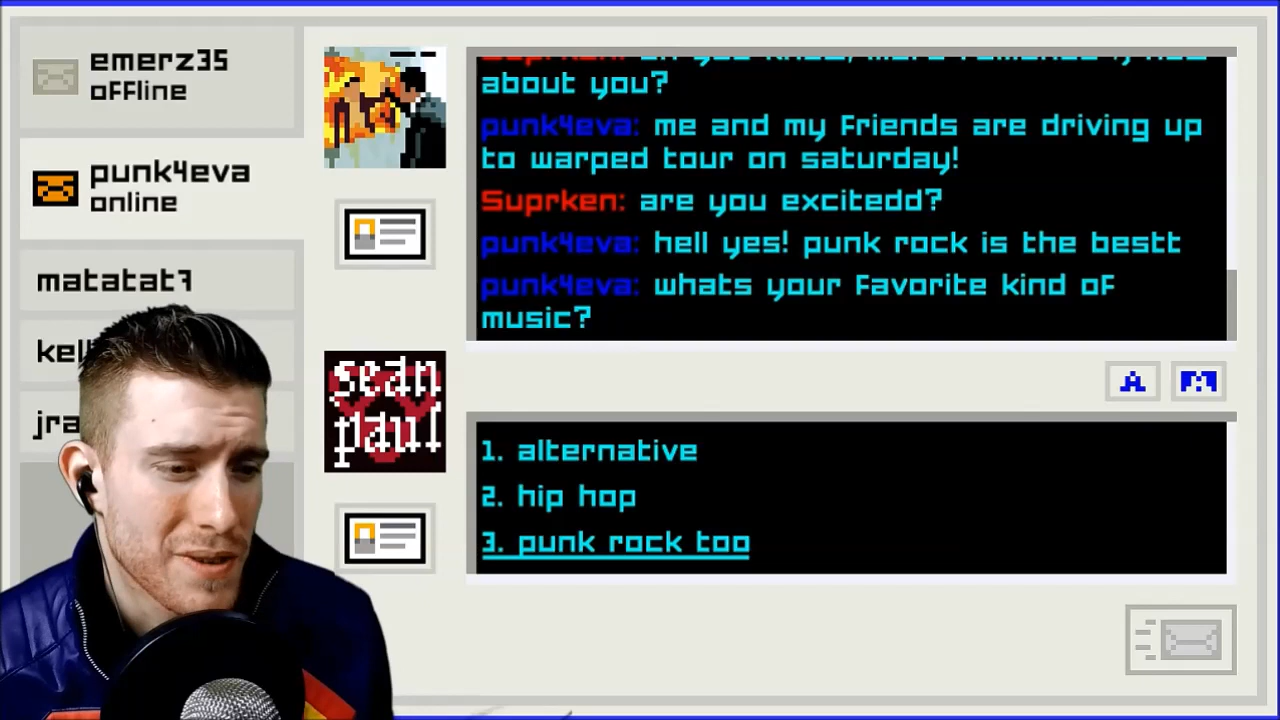 emerz35
offline
punk4eva
online
matatat7
kel
jra
sean
paul
about you?
punk4eva: me and my friends are driving up
to warped tour on saturday!
Suprken: are you excitedd?
punk4eva: hell yes! punk rock is the bestt
punk4eva: whats your favorite kind of
music?
A
1. alternative
2. hip hop
3. punk rock too